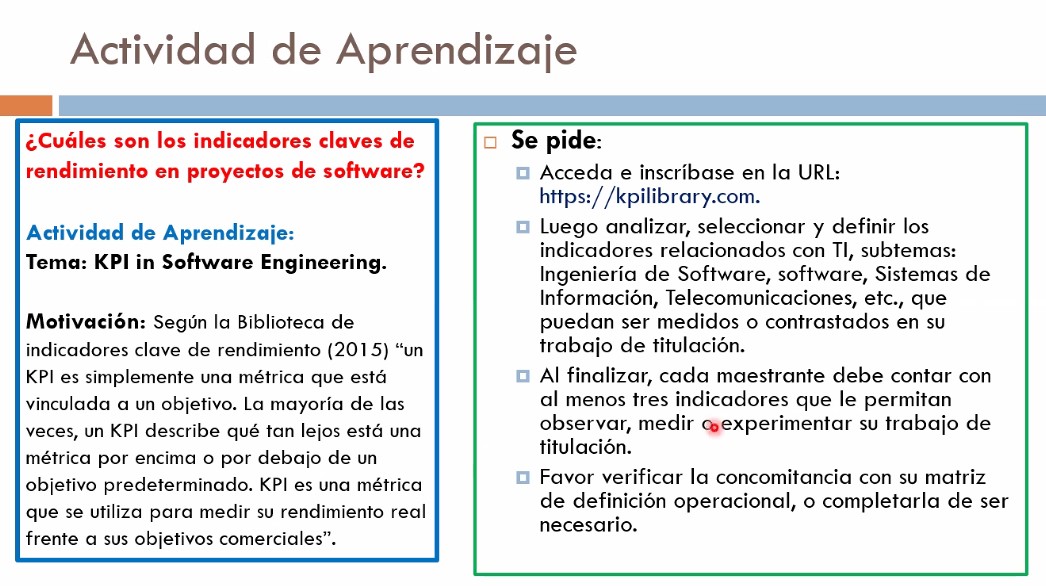 Actividad de Aprendizaje
¿Cuáles son los indicadores claves de
rendimiento en proyectos de software?
Actividad de Aprendizaje:
Tema: KPI in Software Engineering.
Motivación: Según la Biblioteca de
indicadores clave de rendimiento (2015) “un
KPI es simplemente una métrica que está
vinculada a un objetivo. La mayoría de las
veces, un KPI describe qué tan lejos está una
métrica por encima o por debajo de un
objetivo predeterminado. KPI es una métrica
que se utiliza para medir su rendimiento real
frente a sus objetivos comerciales”.
Se pide:
Acceda e inscríbase en la URL:
https://kpilibrary.com.
Luego analizar, seleccionar y definir los
indicadores relacionados con TI, subtemas:
Ingeniería de Software, software, Sistemas de
Información, Telecomunicaciones, etc., que
puedan ser medidos o contrastados en su
trabajo de titulación.
Al finalizar, cada maestrante debe contar con
al menos tres indicadores que le permitan
observar, medir o experimentar su trabajo de
titulación.
Favor verificar la concomitancia con su matriz
de definición operacional, o completarla de ser
necesario.